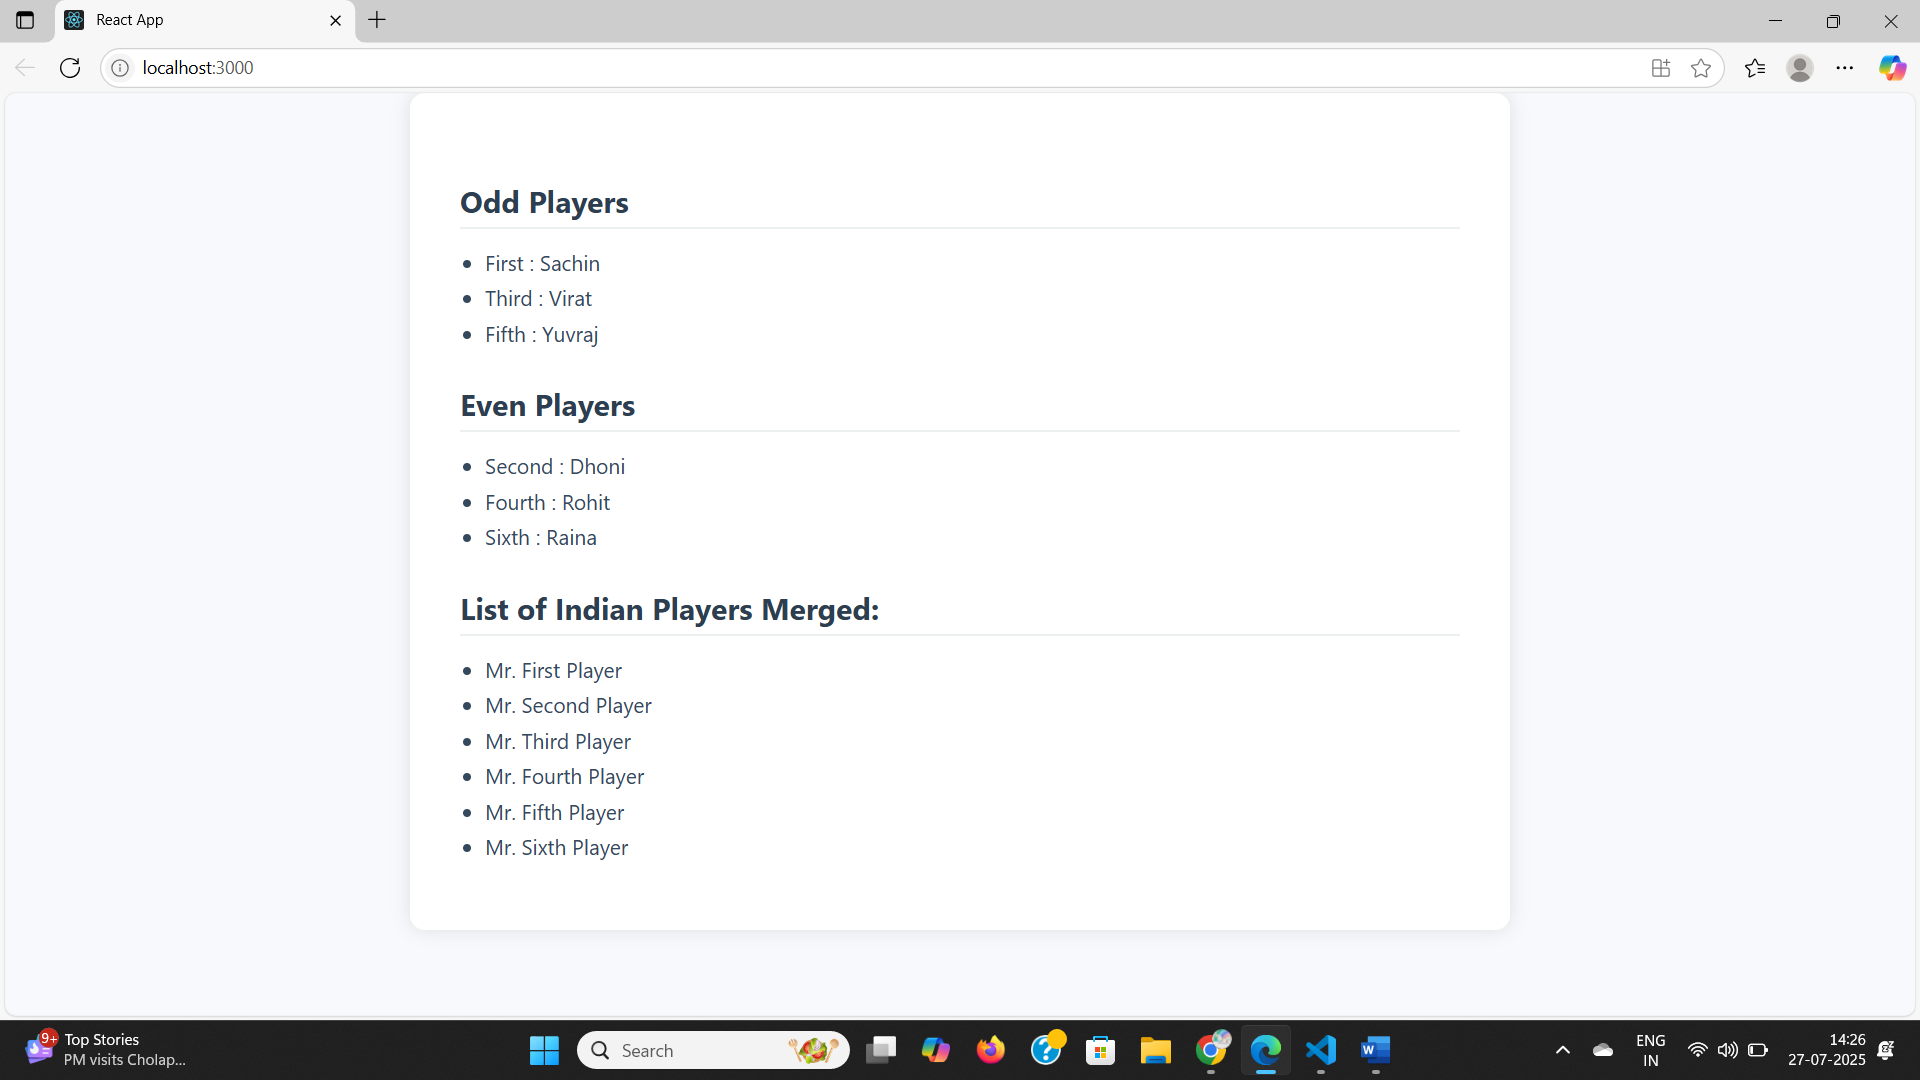 React App
localhost:3000
Odd Players
First : Sachin
Third : Virat
Fifth : Yuvraj
Even Players
Second : Dhoni
Fourth : Rohit
Sixth : Raina
List of Indian Players Merged:
Mr. First Player
Mr. Second Player
Mr. Third Player
Mr. Fourth Player
Mr. Fifth Player
Mr. Sixth Player
9+
Top Stories
PM visits Cholap...
Search
ENG
IN
14:26
27-07-2025